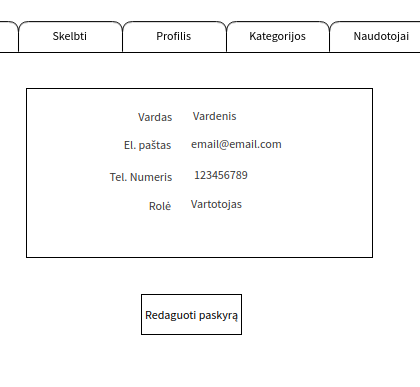 Skelbti Profilis Kategorijos Naudotojai
Vardas Vardenis
El. paštas email@email.com
Tel. Numeris 123456789
Rolė Vartotojas
Redaguoti paskyrą